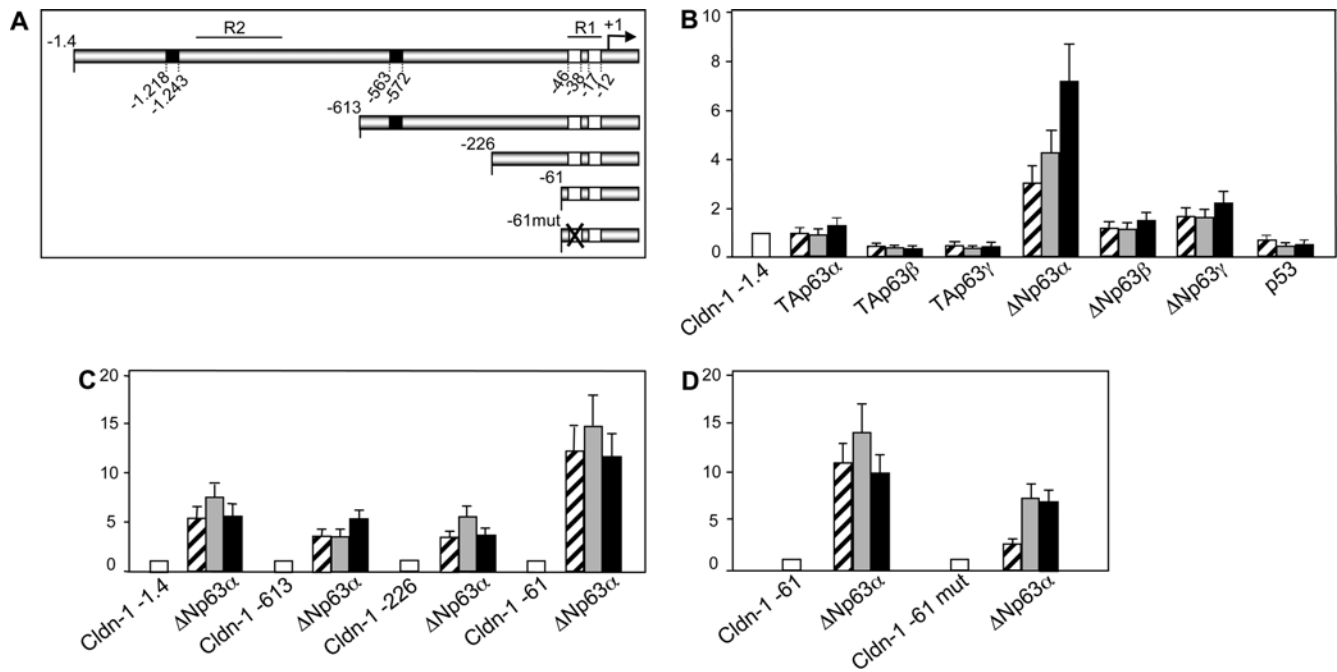 A
R2
R1
+1
-1.4
-1.218
-1.243
-563
-572
-46
-38
-17
-12
-613
-226
-61
-61mut
X
B
10
8
6
4
2
0
Cldn-1 -1.4
TAp63α
TAp63β
TAp63γ
ΔNp63α
ΔNp63β
ΔNp63γ
p53
C
20
15
10
5
0
Cldn-1 -1.4
ΔNp63α
Cldn-1 -613
ΔNp63α
Cldn-1 -226
ΔNp63α
Cldn-1 -61
ΔNp63α
D
20
15
10
5
0
Cldn-1 -61
ΔNp63α
Cldn-1 -61 mut
ΔNp63α